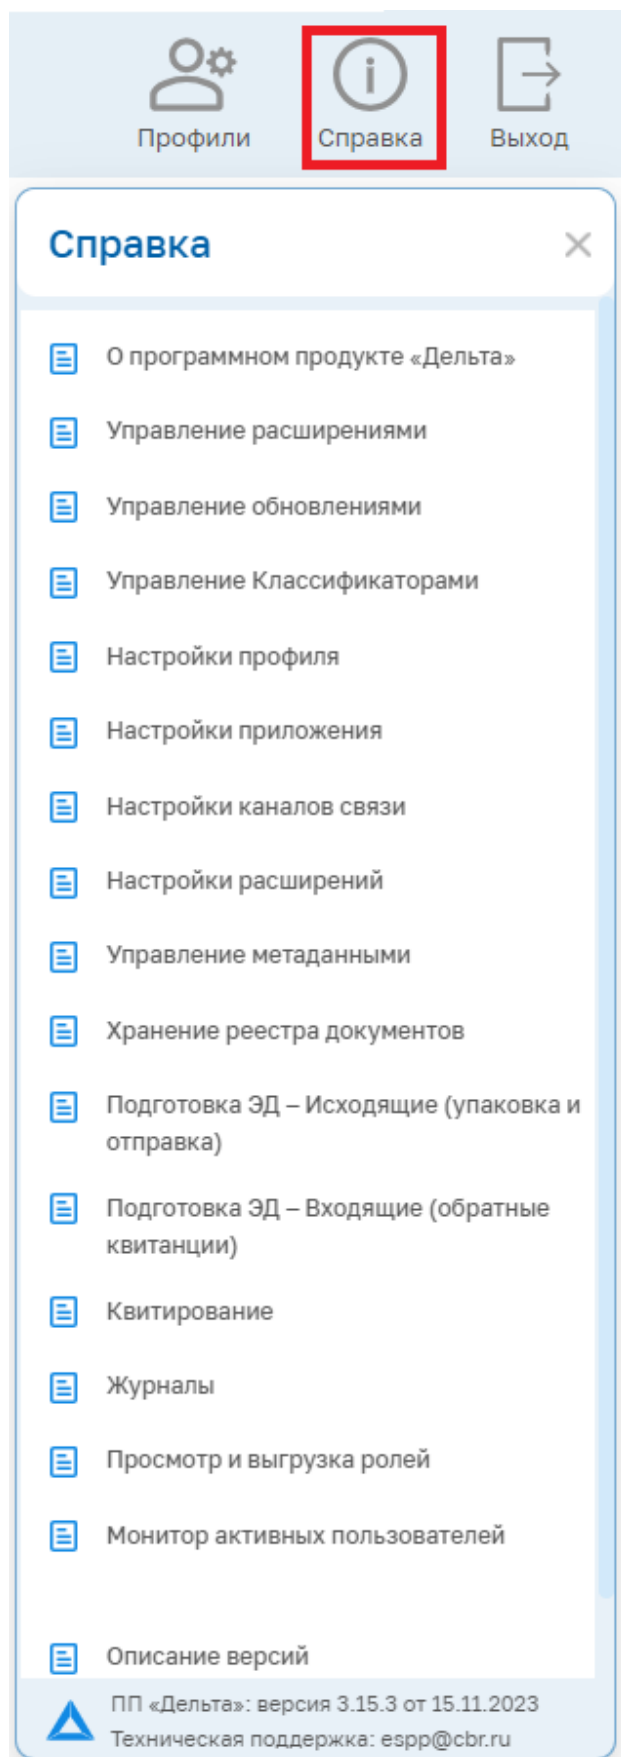 Профили Справка Выход
Справка
О программном продукте «Дельта»
Управление расширениями
Управление обновлениями
Управление Классификаторами
Настройки профиля
Настройки приложения
Настройки каналов связи
Настройки расширений
Управление метаданными
Хранение реестра документов
Подготовка ЭД – Исходящие (упаковка и
отправка)
Подготовка ЭД – Входящие (обратные
квитанции)
Квитирование
Журналы
Просмотр и выгрузка ролей
Монитор активных пользователей
Описание версий
ПП «Дельта»: версия 3.15.3 от 15.11.2023
Техническая поддержка: espp@cbr.ru